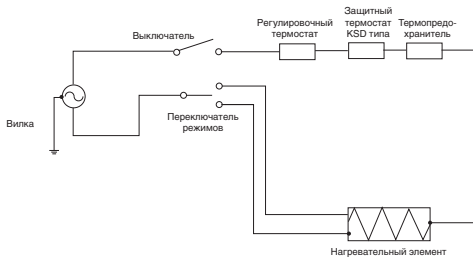 Выключатель
Регулировочный
термостат
Защитный
термостат
KSD типа
Термопредо-
хранитель
Вилка
Переключатель
режимов
Нагревательный элемент